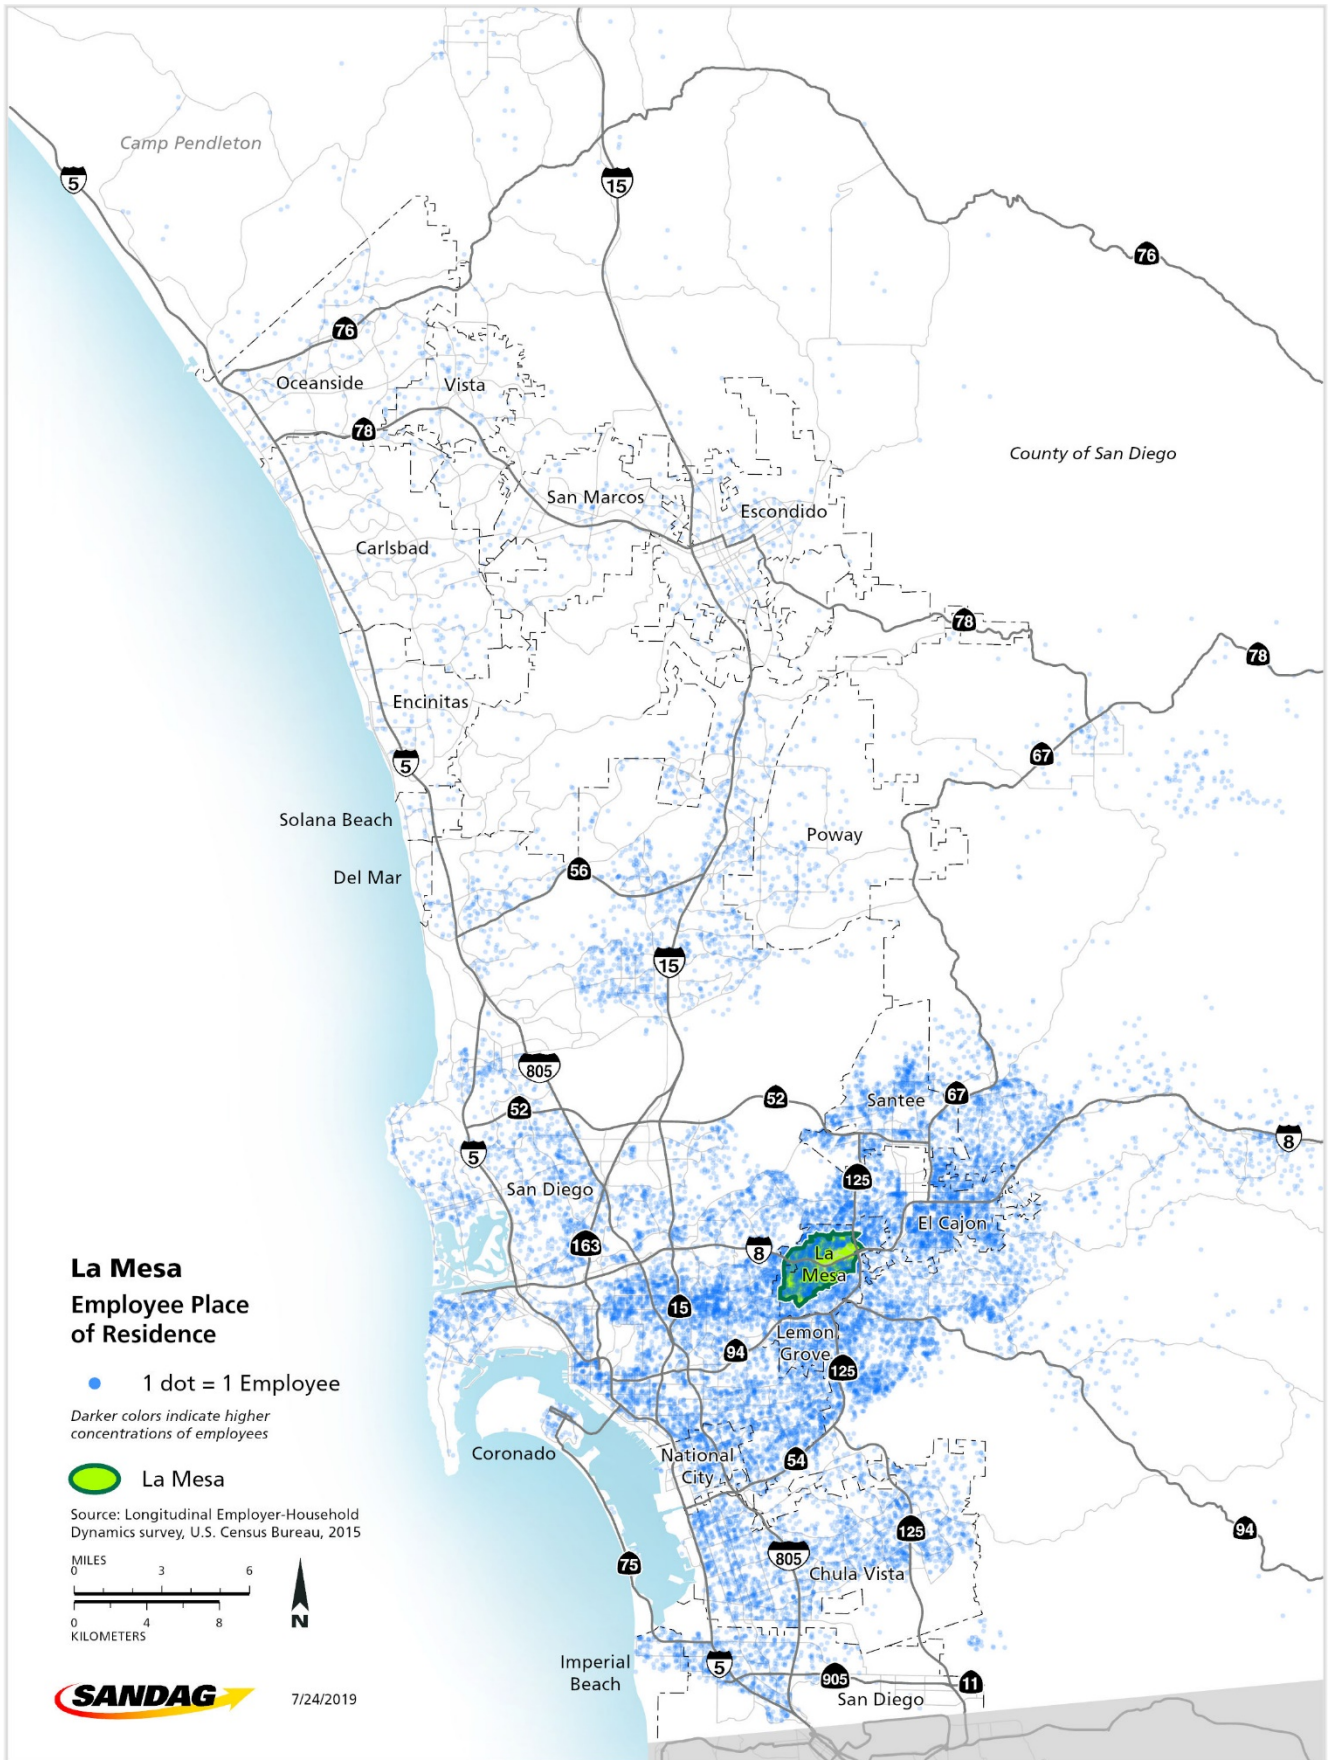 Camp Pendleton
5
15
76
76
Oceanside
Vista
78
County of San Diego
San Marcos
Escondido
Carlsbad
78
78
Encinitas
67
5
Solana Beach
Poway
Del Mar
56
15
805
52
52
Santee
67
5
8
125
San Diego
El Cajon
163
8
La
Mesa
15
94
Lemon
Grove
125
Coronado
National
City
54
125
94
75
805
Chula Vista
Imperial
Beach
5
905
11
San Diego
La Mesa
Employee Place
of Residence
1 dot = 1 Employee
Darker colors indicate higher
concentrations of employees
La Mesa
Source: Longitudinal Employer-Household
Dynamics survey, U.S. Census Bureau, 2015
MILES
0 3 6
0 4 8
KILOMETERS
N
SANDAG
7/24/2019